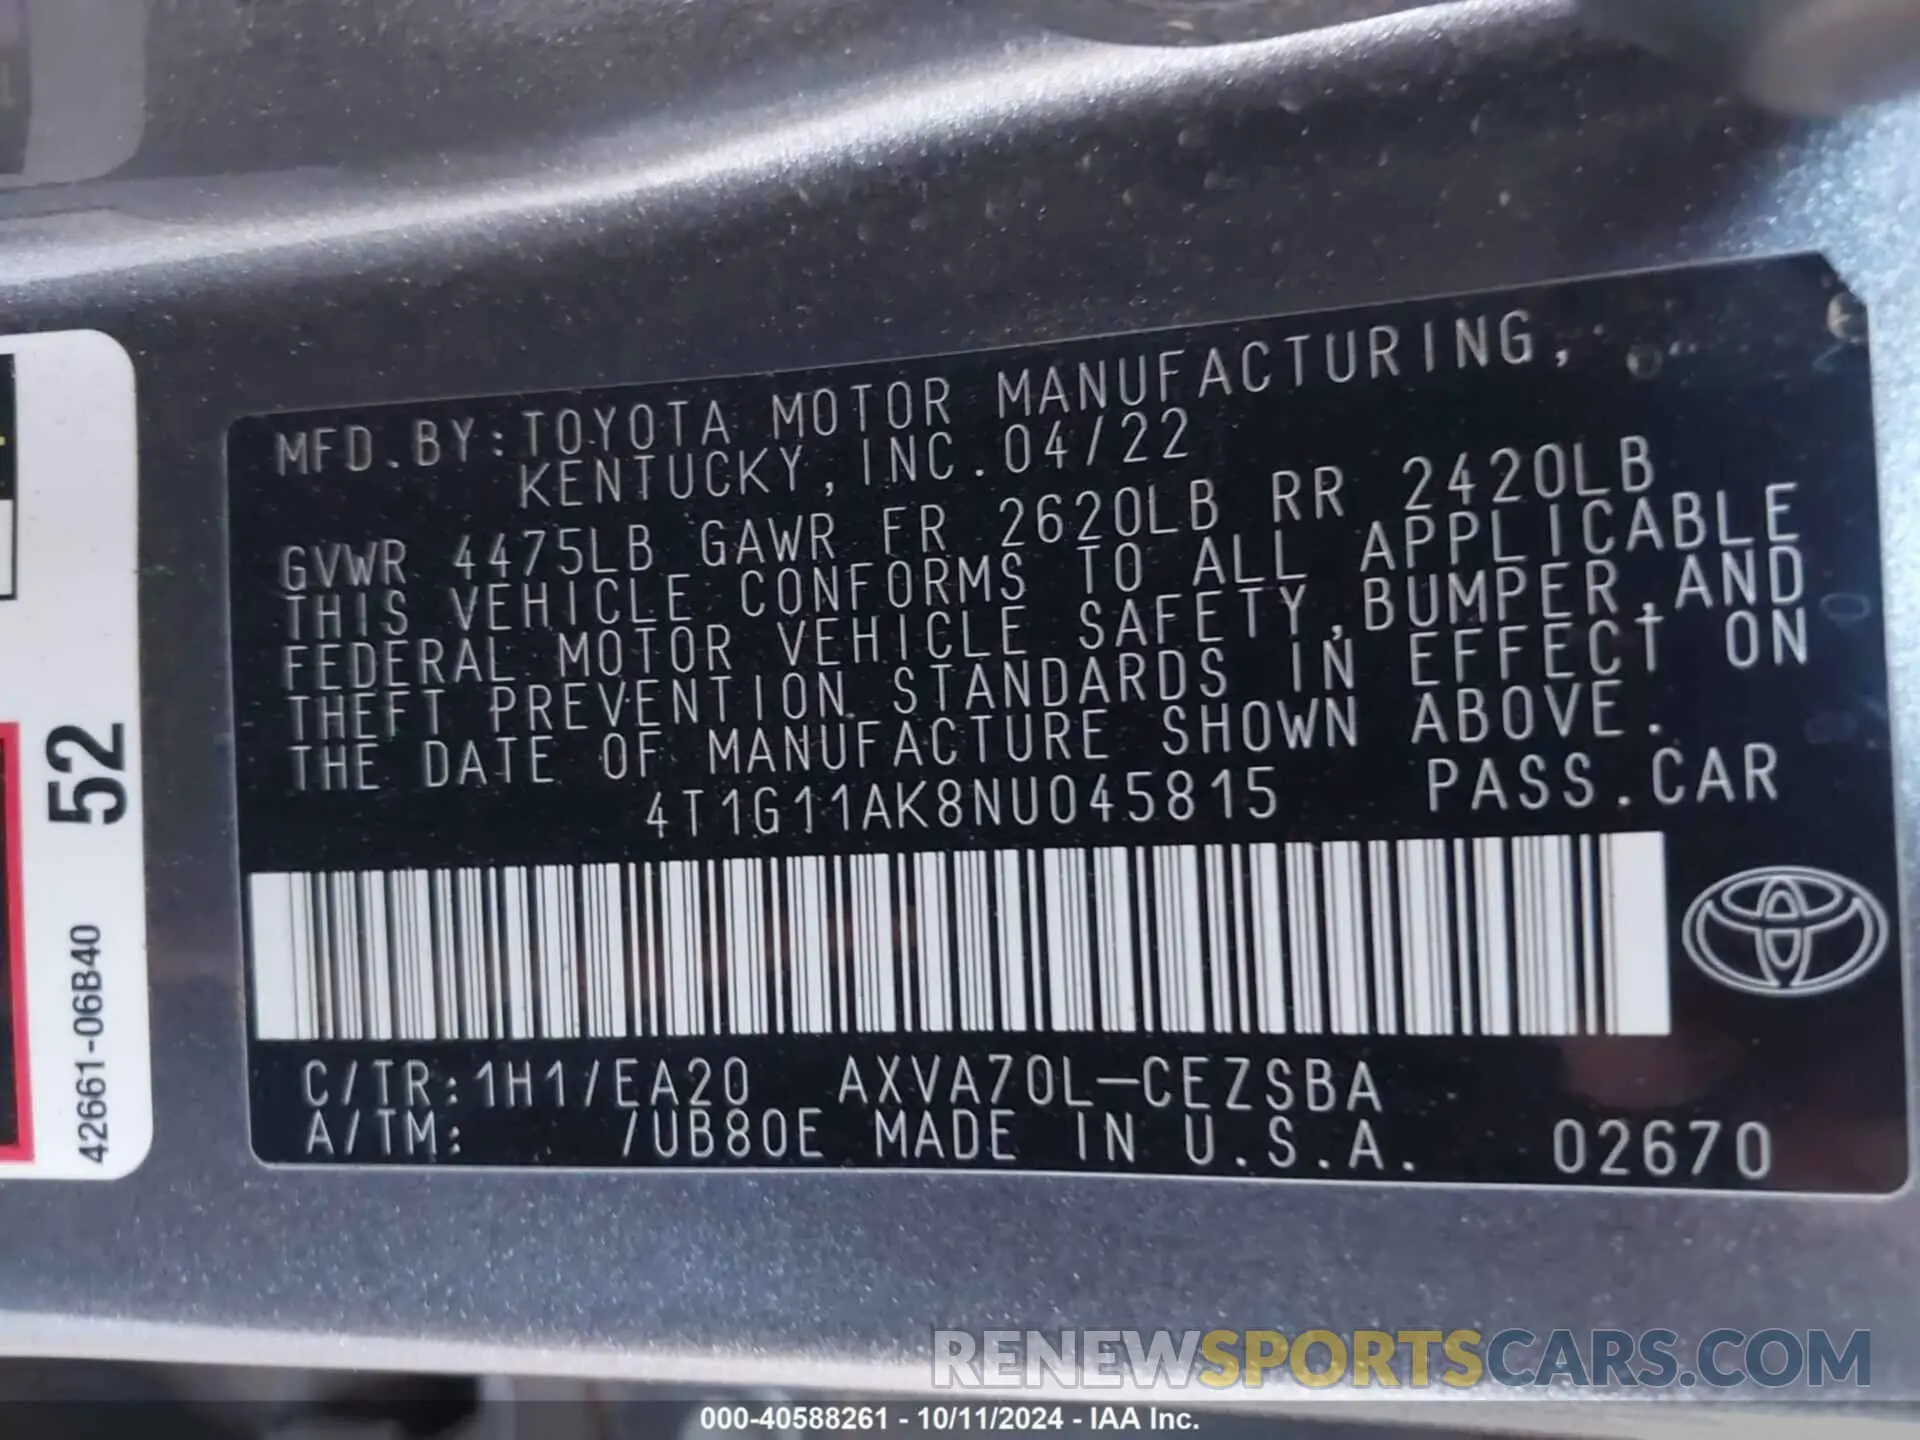 MFD.BY:TOYOTA MOTOR MANUFACTURING,
KENTUCKY,INC.04/22
GVWR 4475LB GAWR FR 2620LB RR 2420LB
THIS VEHICLE CONFORMS TO ALL APPLICABLE
FEDERAL MOTOR VEHICLE SAFETY,BUMPER,AND
THEFT PREVENTION STANDARDS IN EFFECT ON
THE DATE OF MANUFACTURE SHOWN ABOVE.
4T1G11AK8NU045815 PASS.CAR
C/TR:1H1/EA20 AXVA70L-CEZSBA
A/TM: /UB80E MADE IN U.S.A. 02670
52
42661-06B40
RENEWSPORTSCARS.COM
000-40588261 - 10/11/2024 - IAA Inc.